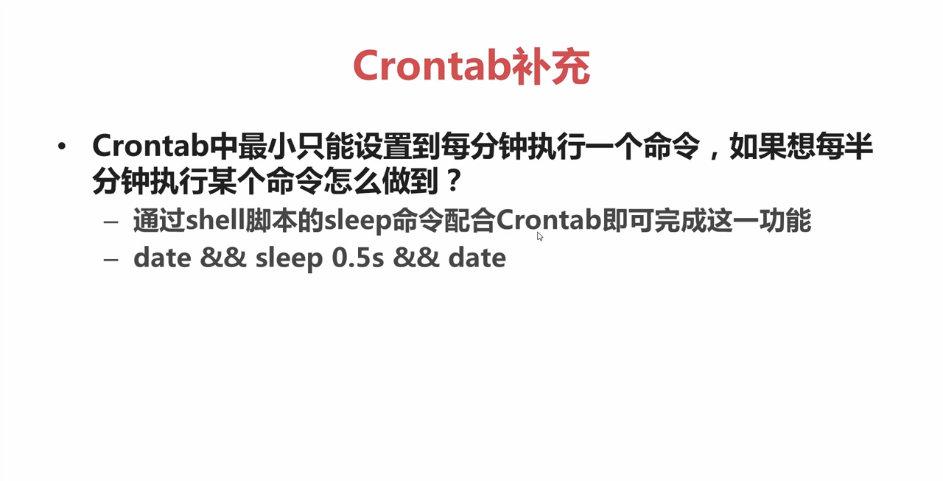 Crontab补充
• Crontab中最小只能设置到每分钟执行一个命令，如果想每半
分钟执行某个命令怎么做到？
– 通过shell脚本的sleep命令配合Crontab即可完成这一功能
– date && sleep 0.5s && date